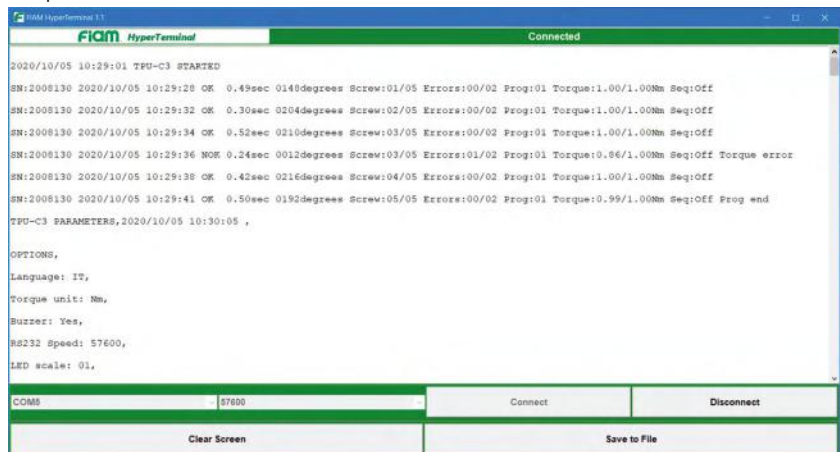 FIAM HyperTerminal 1.1
FIAM HyperTerminal
Connected
2020/10/05 10:29:01 TPU-C3 STARTED
SN:2008130 2020/10/05 10:29:28 OK 0.49sec 0148degrees Screw:01/05 Errors:00/02 Prog:01 Torque:1.00/1.00Nm Seq:Off
SN:2008130 2020/10/05 10:29:32 OK 0.30sec 0204degrees Screw:02/05 Errors:00/02 Prog:01 Torque:1.00/1.00Nm Seq:Off
SN:2008130 2020/10/05 10:29:34 OK 0.52sec 0210degrees Screw:03/05 Errors:00/02 Prog:01 Torque:1.00/1.00Nm Seq:Off
SN:2008130 2020/10/05 10:29:36 NOK 0.24sec 0012degrees Screw:03/05 Errors:01/02 Prog:01 Torque:0.86/1.00Nm Seq:Off Torque error
SN:2008130 2020/10/05 10:29:38 OK 0.42sec 0216degrees Screw:04/05 Errors:00/02 Prog:01 Torque:1.00/1.00Nm Seq:Off
SN:2008130 2020/10/05 10:29:41 OK 0.50sec 0192degrees Screw:05/05 Errors:00/02 Prog:01 Torque:0.99/1.00Nm Seq:Off Prog end
TPU-C3 PARAMETERS,2020/10/05 10:30:05 ,
OPTIONS,
Language: IT,
Torque unit: Nm,
Buzzer: Yes,
RS232 Speed: 57600,
LED scale: 01,
COM5
57600
Connect
Disconnect
Clear Screen
Save to File